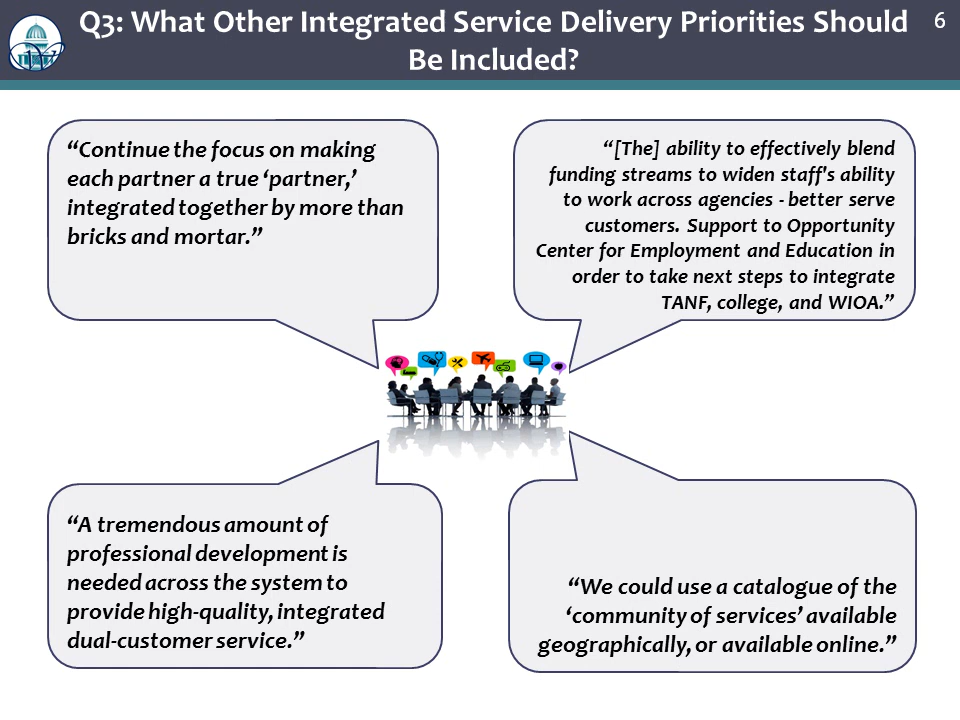 Q3: What Other Integrated Service Delivery Priorities Should
Be Included?
6
“Continue the focus on making
each partner a true ‘partner,’
integrated together by more than
bricks and mortar.”
“[The] ability to effectively blend
funding streams to widen staff's ability
to work across agencies - better serve
customers. Support to Opportunity
Center for Employment and Education in
order to take next steps to integrate
TANF, college, and WIOA.”
“A tremendous amount of
professional development is
needed across the system to
provide high-quality, integrated
dual-customer service.”
“We could use a catalogue of the
‘community of services’ available
geographically, or available online.”